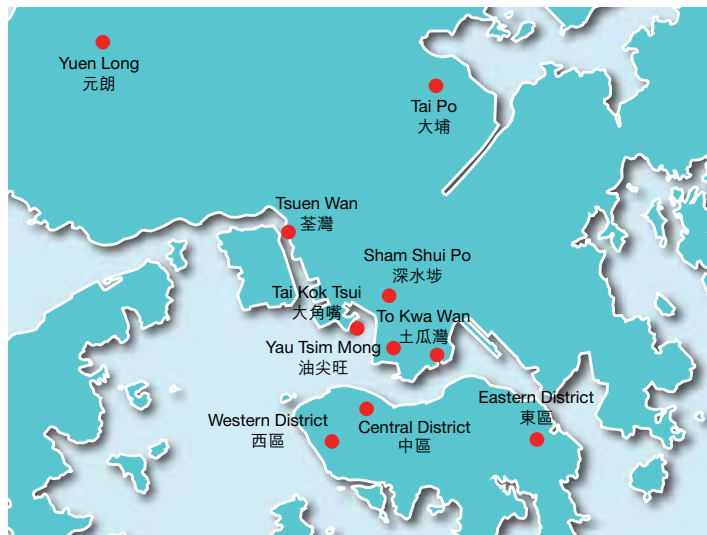 Yuen Long
元朗
Tai Po
大埔
Tsuen Wan
荃灣
Sham Shui Po
深水埗
Tai Kok Tsui
大角嘴
To Kwa Wan
土瓜灣
Yau Tsim Mong
油尖旺
Eastern District
東區
Western District
西區
Central District
中區